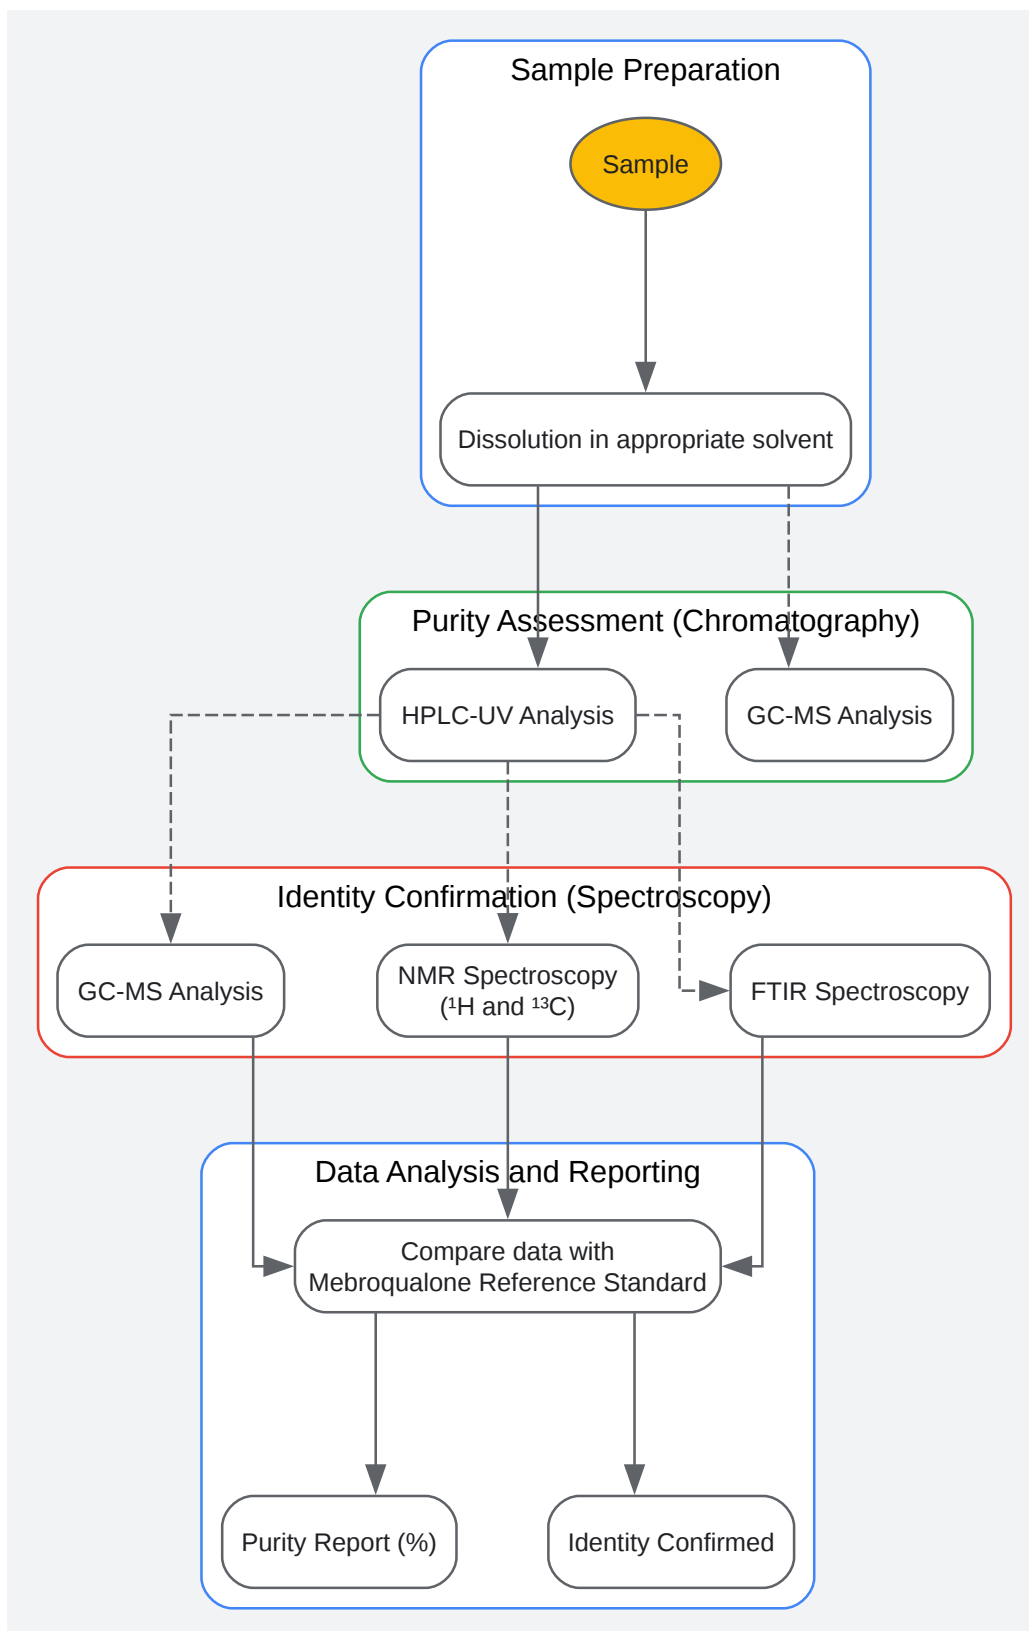 Sample Preparation
Sample
Dissolution in appropriate solvent
Purity Assessment (Chromatography)
HPLC-UV Analysis
GC-MS Analysis
Identity Confirmation (Spectroscopy)
GC-MS Analysis
NMR Spectroscopy
(¹H and ¹³C)
FTIR Spectroscopy
Data Analysis and Reporting
Compare data with
Mebroqualone Reference Standard
Purity Report (%)
Identity Confirmed